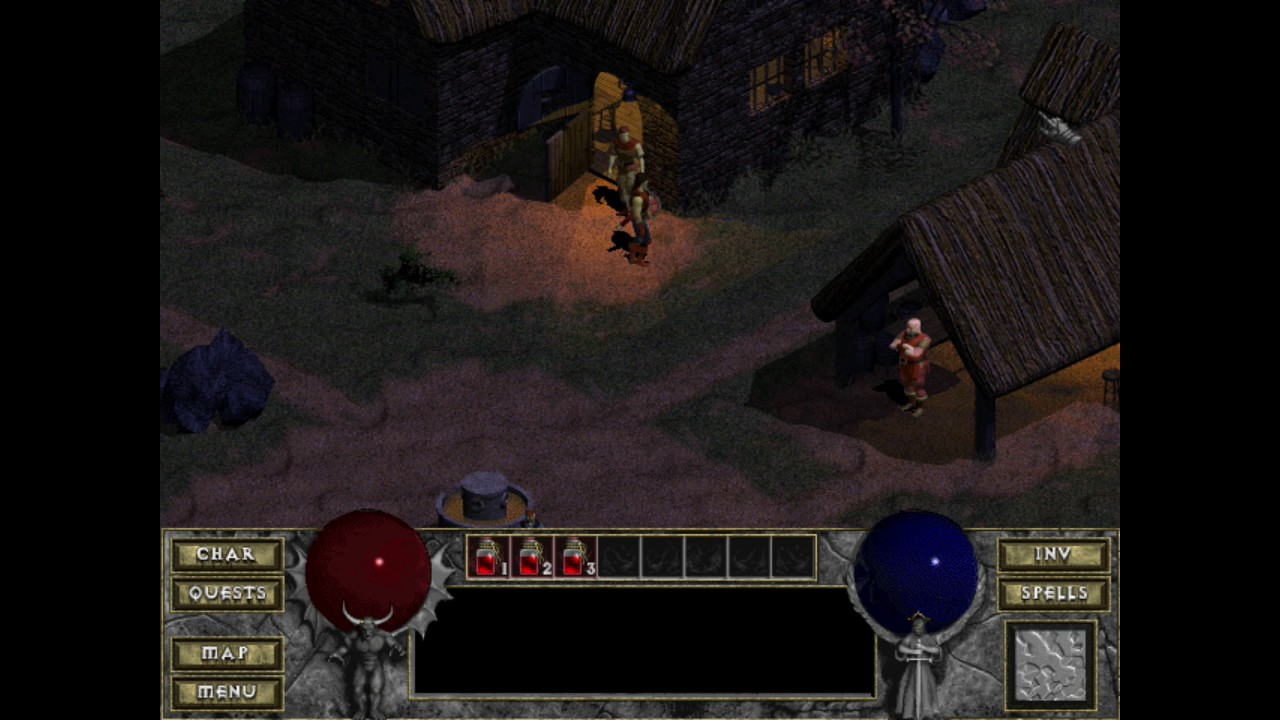 CHAR
QUESTS
MAP
MENU
1 2 3
INV
SPELLS